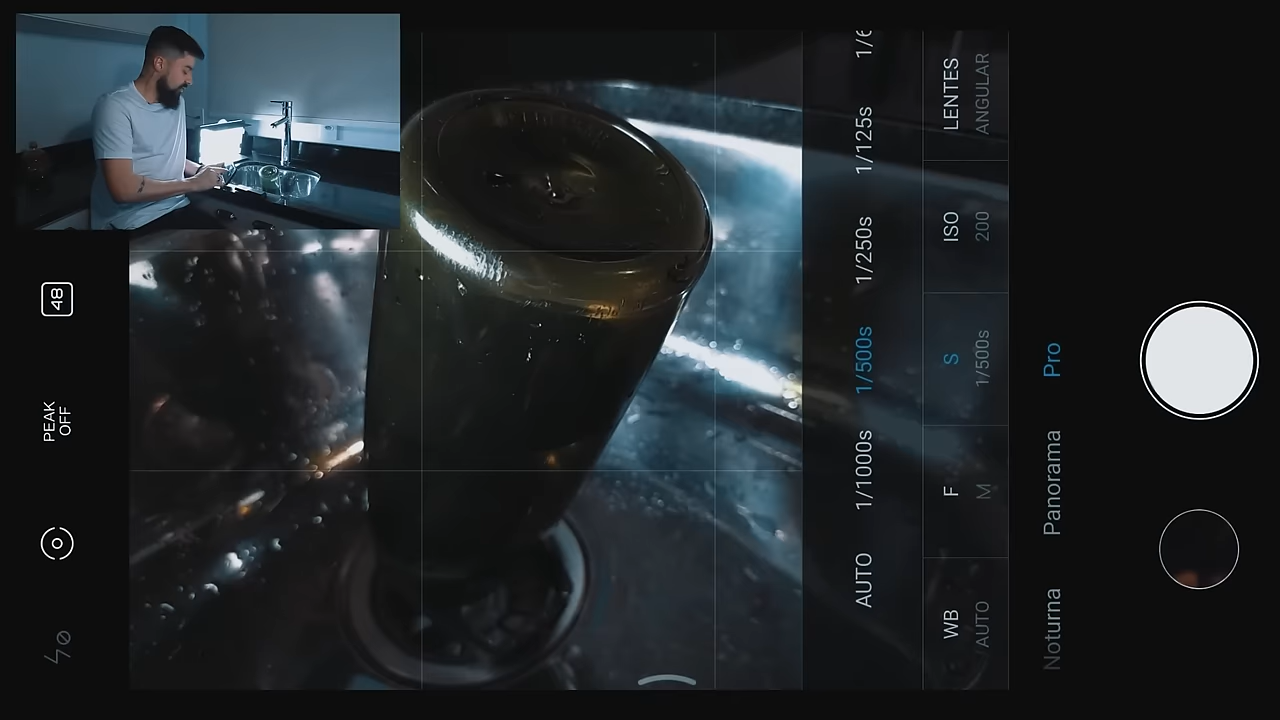 48
PEAK
OFF
1/125s
1/250s
1/500s
1/1000s
AUTO
LENTES
ANGULAR
ISO
200
S
1/500s
F
M
WB
AUTO
Pro
Panorama
Noturna